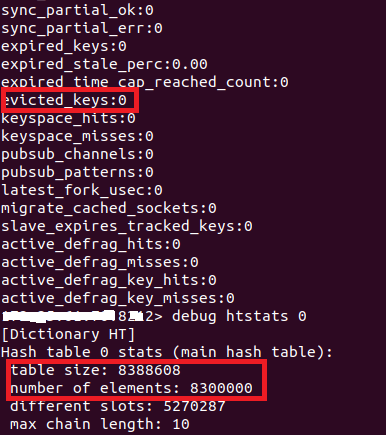 sync_partial_ok:0
sync_partial_err:0
expired_keys:0
expired_stale_perc:0.00
expired_time_cap_reached_count:0
evicted_keys:0
keyspace_hits:0
keyspace_misses:0
pubsub_channels:0
pubsub_patterns:0
latest_fork_usec:0
migrate_cached_sockets:0
slave_expires_tracked_keys:0
active_defrag_hits:0
active_defrag_misses:0
active_defrag_key_hits:0
active_defrag_key_misses:0
> debug htstats 0
[Dictionary HT]
Hash table 0 stats (main hash table):
table size: 8388608
number of elements: 8300000
different slots: 5270287
max chain length: 10